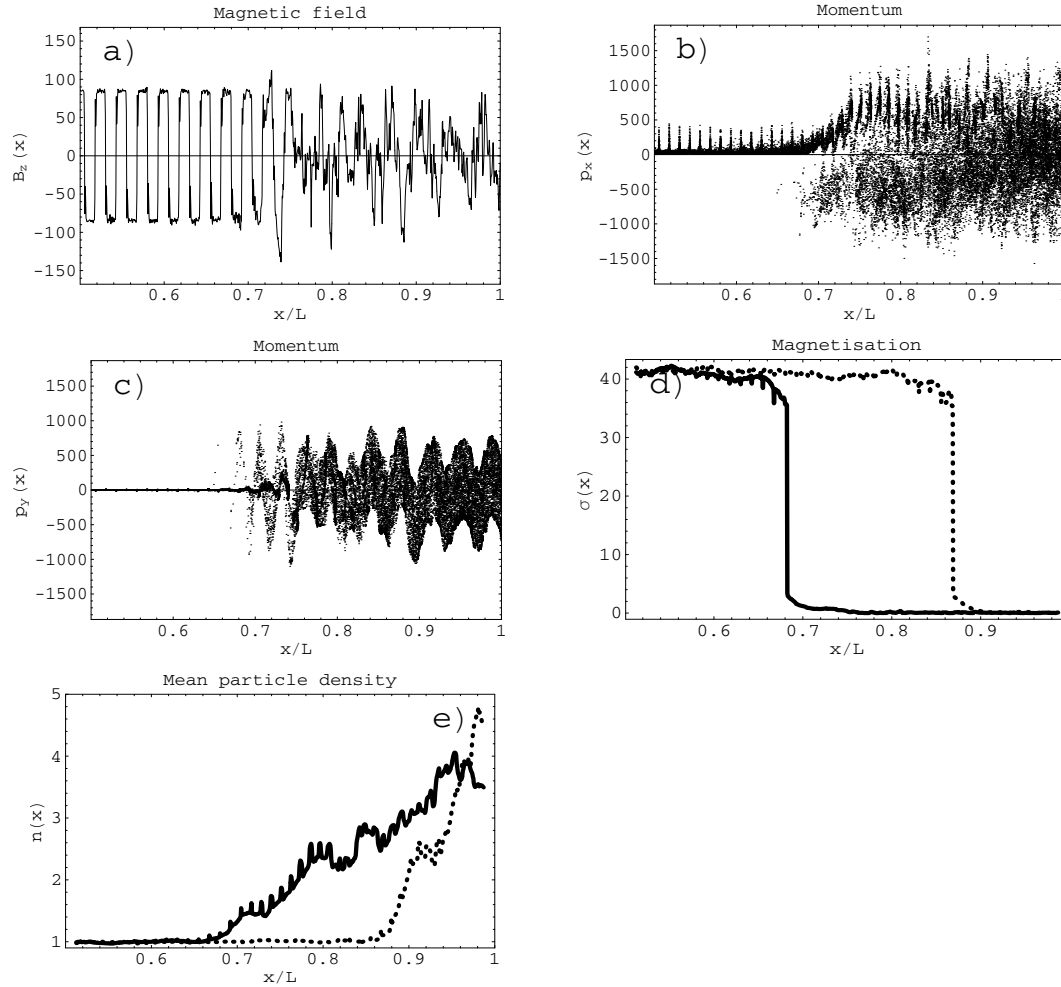 Magnetic field
a)
150
100
50
0
-50
-100
-150
B_z(x)
0.6 0.7 0.8 0.9 1
x/L
Momentum
b)
1500
1000
500
0
-500
-1000
-1500
p_x(x)
0.6 0.7 0.8 0.9
x/L
Momentum
c)
1500
1000
500
0
-500
-1000
-1500
p_y(x)
0.6 0.7 0.8 0.9 1
x/L
Magnetisation
d)
40
30
20
10
0
σ(x)
0.6 0.7 0.8 0.9
x/L
Mean particle density
e)
5
4
3
2
1
n(x)
0.6 0.7 0.8 0.9 1
x/L